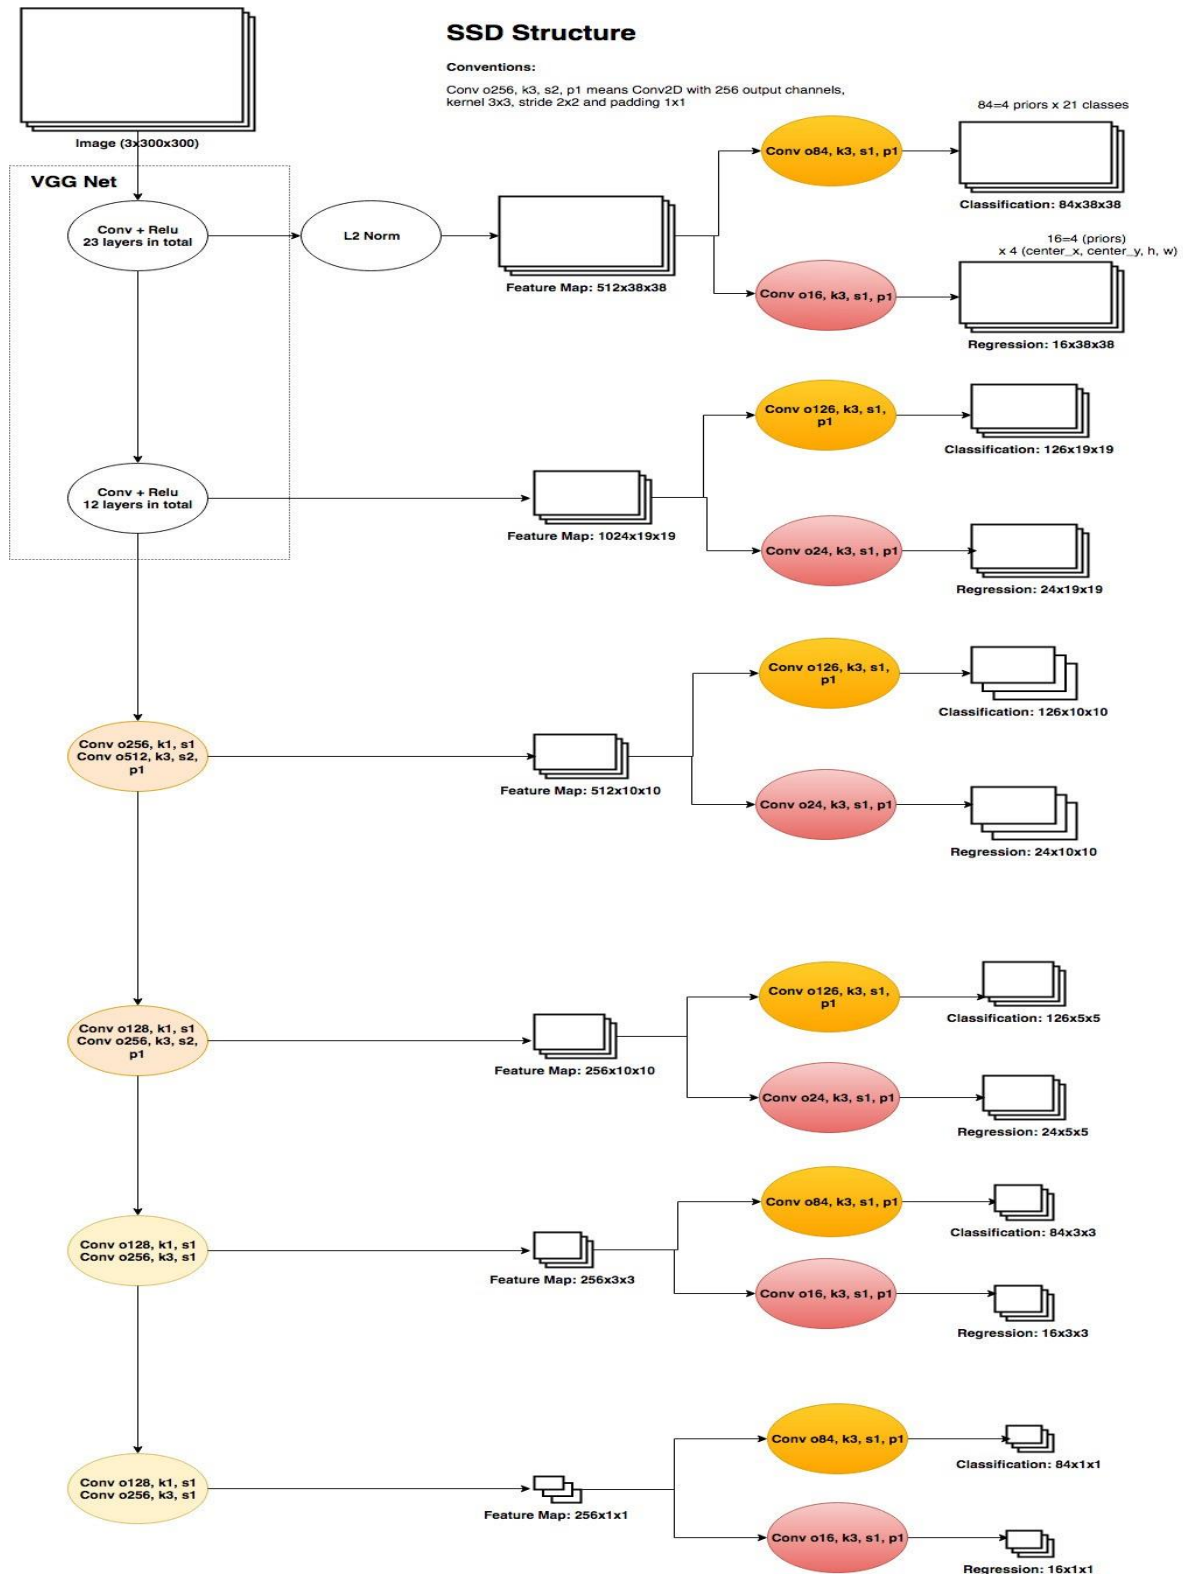 SSD Structure
Conventions:
Conv o256, k3, s2, p1 means Conv2D with 256 output channels,
kernel 3x3, stride 2x2 and padding 1x1
Image (3x300x300)
VGG Net
Conv + Relu
23 layers in total
L2 Norm
Feature Map: 512x38x38
Conv o84, k3, s1, p1
84=4 priors x 21 classes
Classification: 84x38x38
Conv o16, k3, s1, p1
16=4 (priors)
x 4 (center_x, center_y, h, w)
Regression: 16x38x38
Conv + Relu
12 layers in total
Feature Map: 1024x19x19
Conv o126, k3, s1,
p1
Classification: 126x19x19
Conv o24, k3, s1, p1
Regression: 24x19x19
Conv o256, k1, s1
Conv o512, k3, s2,
p1
Feature Map: 512x10x10
Conv o126, k3, s1,
p1
Classification: 126x10x10
Conv o24, k3, s1, p1
Regression: 24x10x10
Conv o128, k1, s1
Conv o256, k3, s2,
p1
Feature Map: 256x10x10
Conv o126, k3, s1,
p1
Classification: 126x5x5
Conv o24, k3, s1, p1
Regression: 24x5x5
Conv o128, k1, s1
Conv o256, k3, s1
Feature Map: 256x3x3
Conv o84, k3, s1, p1
Classification: 84x3x3
Conv o16, k3, s1, p1
Regression: 16x3x3
Conv o128, k1, s1
Conv o256, k3, s1
Feature Map: 256x1x1
Conv o84, k3, s1, p1
Classification: 84x1x1
Conv o16, k3, s1, p1
Regression: 16x1x1